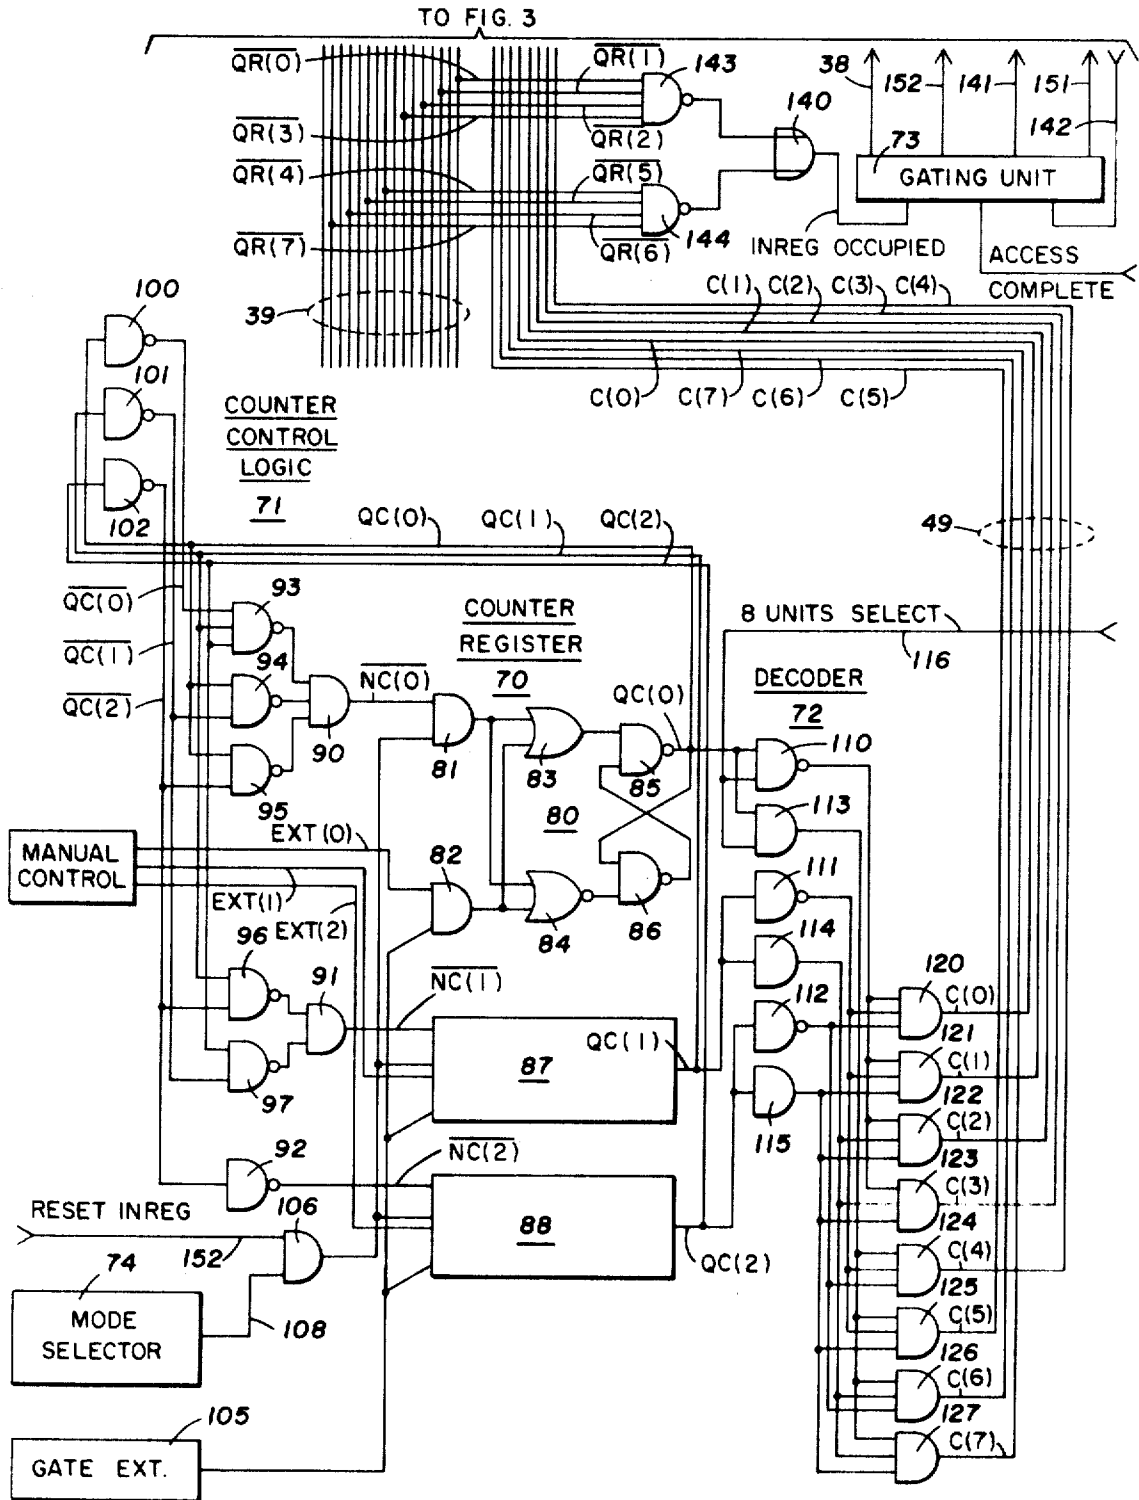 TO FIG. 3
QR(0)
QR(1)
143
38
152
141
151
140
142
QR(3)
QR(2)
73
QR(4)
QR(5)
GATING UNIT
144
QR(7)
QR(6)
INREG OCCUPIED
ACCESS
COMPLETE
100
39
C(1)
C(2)
C(3)
C(4)
101
C(0)
C(7)
C(6)
C(5)
COUNTER
CONTROL
LOGIC
71
102
QC(0)
QC(1)
QC(2)
49
QC(0)
93
COUNTER
REGISTER
70
8 UNITS SELECT
116
QC(1)
94
NC(0)
QC(0)
DECODER
72
QC(2)
90
81
83
85
110
95
80
113
EXT(0)
MANUAL
CONTROL
82
111
EXT(1)
EXT(2)
84
86
114
96
91
NC(1)
112
120
C(0)
87
QC(1)
121
C(1)
97
115
122
C(2)
92
NC(2)
123
C(3)
RESET INREG
106
124
152
88
QC(2)
C(4)
74
125
MODE
SELECTOR
108
C(5)
126
C(6)
105
127
GATE EXT.
C(7)